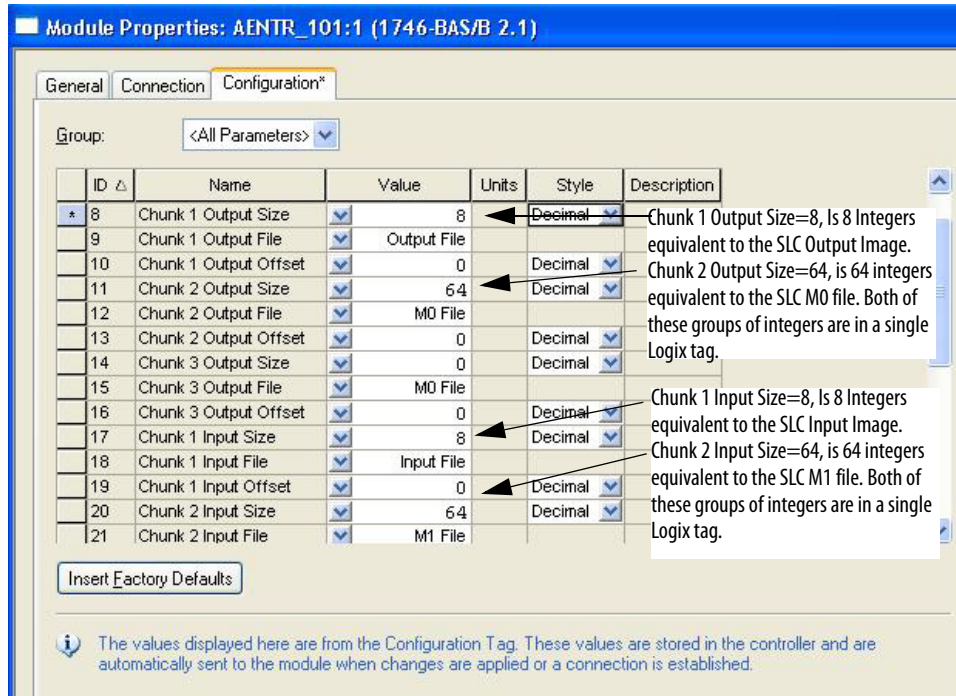 Module Properties: AENTR_101:1 (1746-BAS/B 2.1)
General Connection Configuration*
Group: <All Parameters>
ID Name Value Units Style Description
* 8 Chunk 1 Output Size 8 Decimal
9 Chunk 1 Output File Output File
10 Chunk 1 Output Offset 0 Decimal
11 Chunk 2 Output Size 64 Decimal
12 Chunk 2 Output File M0 File
13 Chunk 2 Output Offset 0 Decimal
14 Chunk 3 Output Size 0 Decimal
15 Chunk 3 Output File M0 File
16 Chunk 3 Output Offset 0 Decimal
17 Chunk 1 Input Size 8 Decimal
18 Chunk 1 Input File Input File
19 Chunk 1 Input Offset 0 Decimal
20 Chunk 2 Input Size 64 Decimal
21 Chunk 2 Input File M1 File
Chunk 1 Output Size=8, Is 8 Integers
equivalent to the SLC Output Image.
Chunk 2 Output Size=64, is 64 integers
equivalent to the SLC M0 file. Both of
these groups of integers are in a single
Logix tag.
Chunk 1 Input Size=8, Is 8 Integers
equivalent to the SLC Input Image.
Chunk 2 Input Size=64, is 64 integers
equivalent to the SLC M1 file. Both of
these groups of integers are in a single
Logix tag.
Insert Factory Defaults
The values displayed here are from the Configuration Tag. These values are stored in the controller and are
automatically sent to the module when changes are applied or a connection is established.